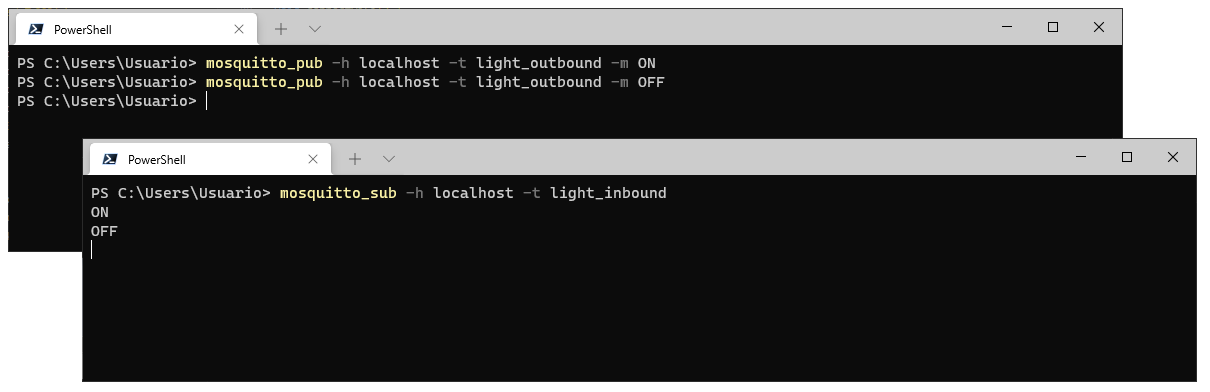 PowerShell
PS C:\Users\Usuario> mosquitto_pub -h localhost -t light_outbound -m ON
PS C:\Users\Usuario> mosquitto_pub -h localhost -t light_outbound -m OFF
PS C:\Users\Usuario>
PowerShell
PS C:\Users\Usuario> mosquitto_sub -h localhost -t light_inbound
ON
OFF